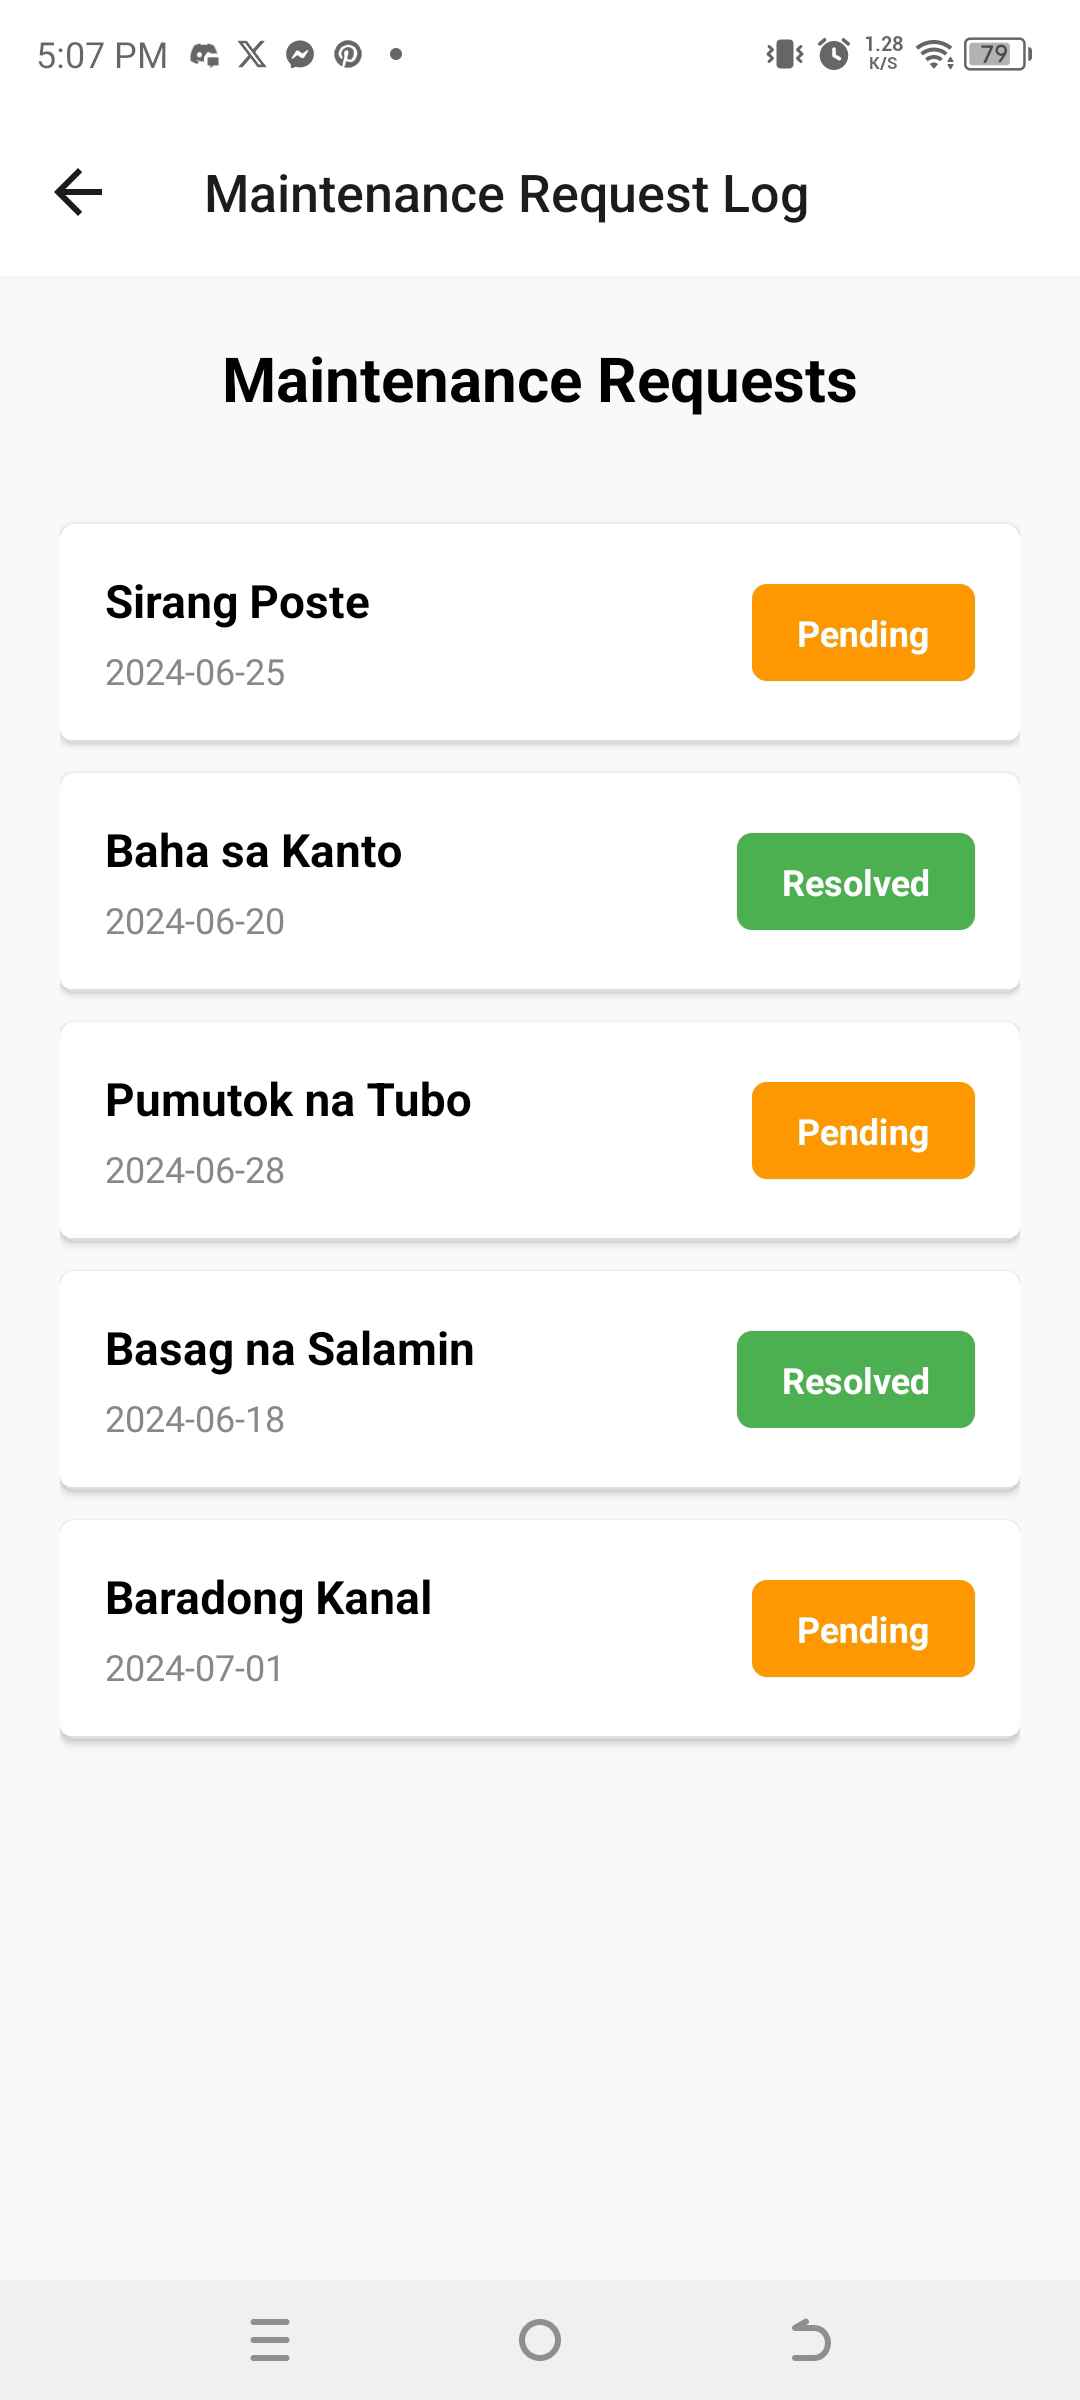 5:07 PM
1.28
K/S
79
Maintenance Request Log
Maintenance Requests
Sirang Poste
2024-06-25
Pending
Baha sa Kanto
2024-06-20
Resolved
Pumutok na Tubo
2024-06-28
Pending
Basag na Salamin
2024-06-18
Resolved
Baradong Kanal
2024-07-01
Pending